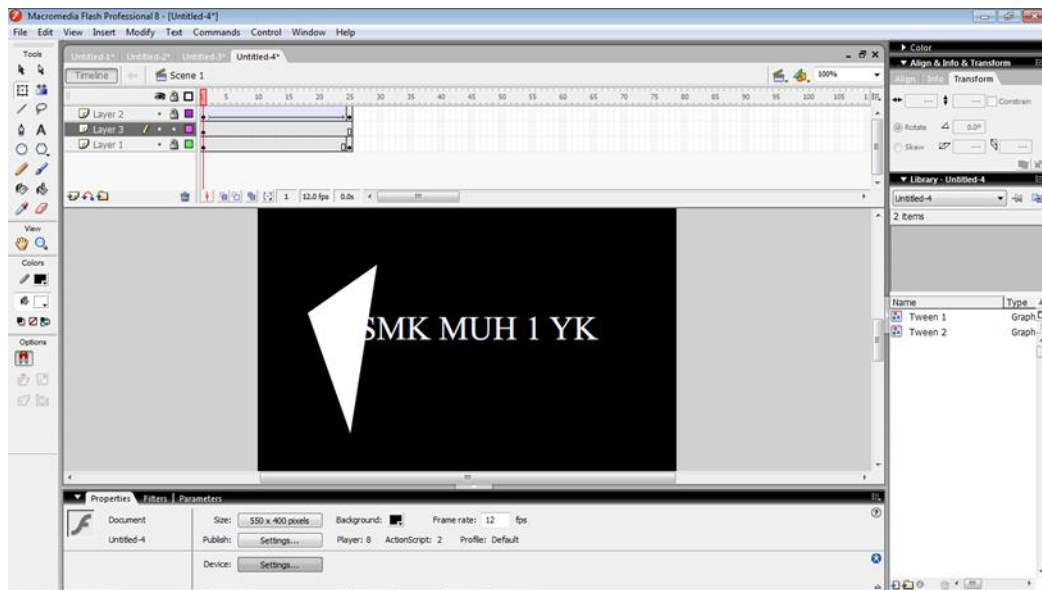 Macromedia Flash Professional 8 - [Untitled-4*]
File Edit View Insert Modify Text Commands Control Window Help
Tools
View
Colors
Options
Untitled-1* Untitled-2* Untitled-3* Untitled-4*
Timeline Scene 1 100%
5 10 15 20 25 30 35 40 45 50 55 60 65 70 75 80 85 90 95 100 105
Layer 2
Layer 3
Layer 1
1 12.0 fps 0.0s
SMK MUH 1 YK
Properties Filters Parameters
Document Size: 550 x 400 pixels Background: Frame rate: 12 fps
Untitled-4 Publish: Settings... Player: 8 ActionScript: 2 Profile: Default
Device: Settings...
Color
Align & Info & Transform
Align Info Transform
Constrain
Rotate 0.0°
Skew
Library - Untitled-4
Untitled-4
2 items
Name Type
Tween 1 Graph
Tween 2 Graph